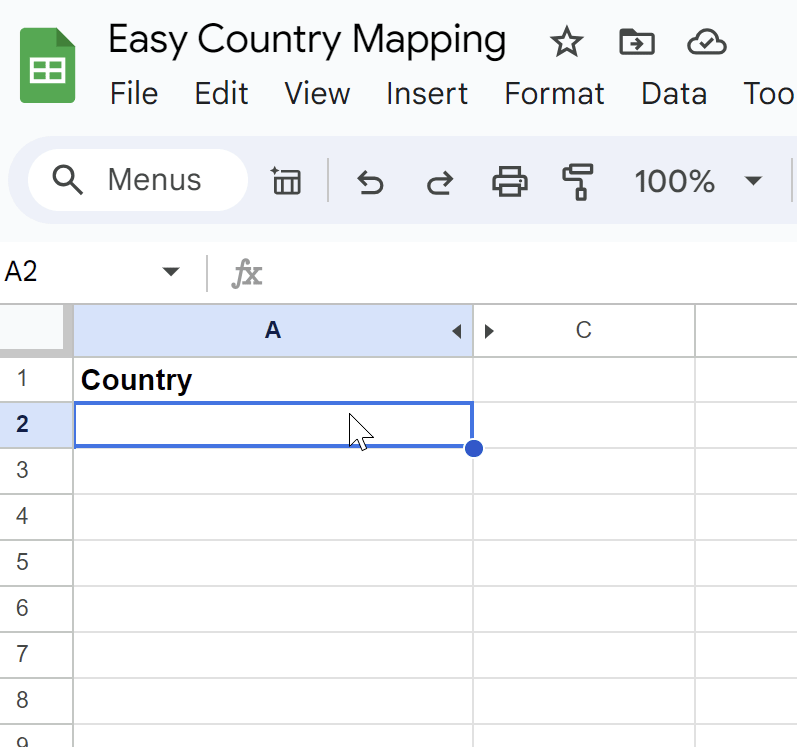 Easy Country Mapping
File Edit View Insert Format Data Too
Menus 100%
A2 fx
A C
1 Country
2
3
4
5
6
7
8
9